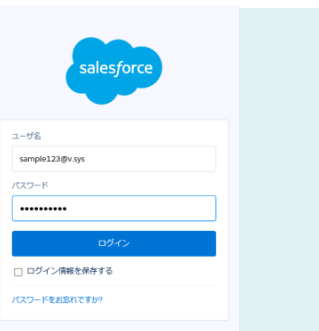 salesforce
ユーザ名
sample123@v.sys
パスワード
••••••••••
ログイン
ログイン情報を保存する
パスワードをお忘れですか?